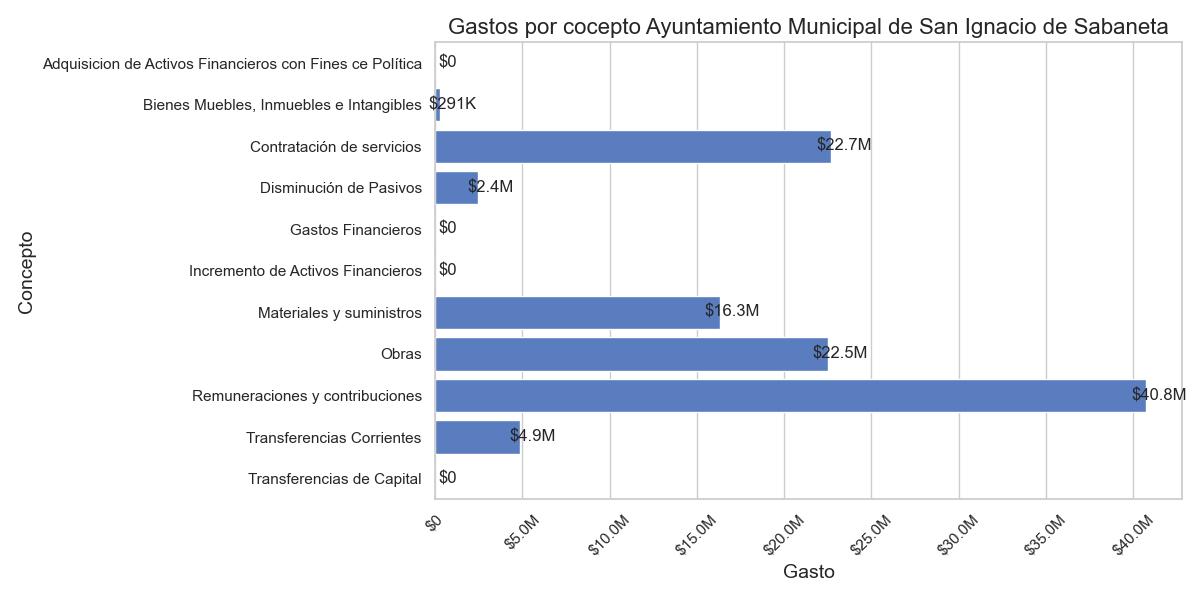 Gastos por cocepto Ayuntamiento Municipal de San Ignacio de Sabaneta
Concepto
Adquisicion de Activos Financieros con Fines ce Política $0
Bienes Muebles, Inmuebles e Intangibles $291K
Contratación de servicios $22.7M
Disminución de Pasivos $2.4M
Gastos Financieros $0
Incremento de Activos Financieros $0
Materiales y suministros $16.3M
Obras $22.5M
Remuneraciones y contribuciones $40.8M
Transferencias Corrientes $4.9M
Transferencias de Capital $0
$0 $5.0M $10.0M $15.0M $20.0M $25.0M $30.0M $35.0M $40.0M
Gasto